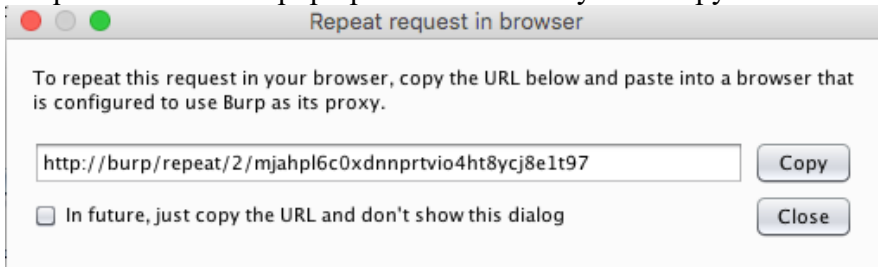 Repeat request in browser
To repeat this request in your browser, copy the URL below and paste into a browser that
is configured to use Burp as its proxy.
http://burp/repeat/2/mjahpl6c0xdnnprtvio4ht8ycj8e1t97
Copy
In future, just copy the URL and don't show this dialog
Close